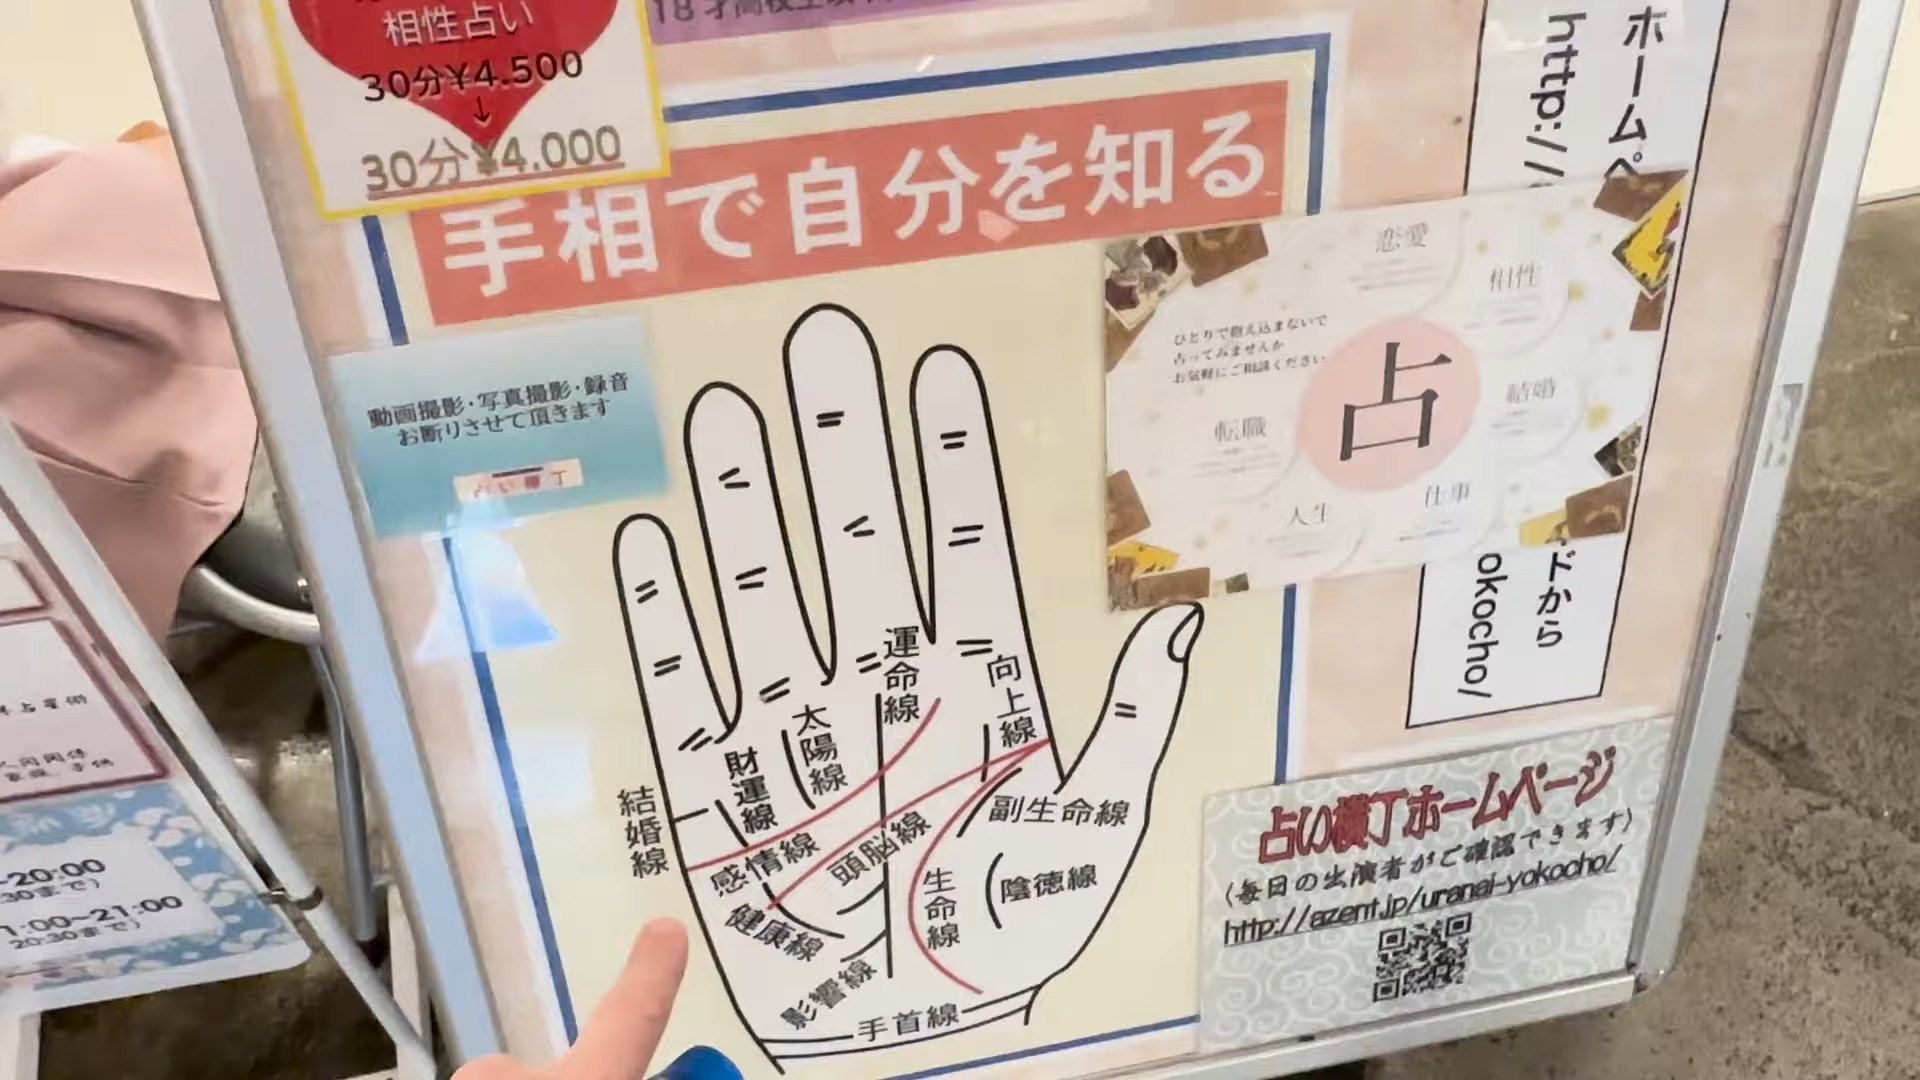 相性占い
30分¥4.500
↓
30分¥4.000
18才高校生
手相で自分を知る
動画撮影・写真撮影・録音
お断りさせて頂きます
占い横丁
ホームペ
http://
ドから
okocho/
恋愛
相性
ひとりで抱え込まないで
占ってみませんか
お気軽にご相談ください
占
結婚
転職
仕事
人生
運命線
向上線
太陽線
財運線
結婚線
感情線
頭脳線
副生命線
生命線
陰徳線
健康線
影響線
手首線
占い横丁ホームページ
(毎日の出演者がご確認できます)
http://azent.jp/uranai-yokocho/
人間関係
-20:00
30まで)
1:00~21:00
20:30まで)